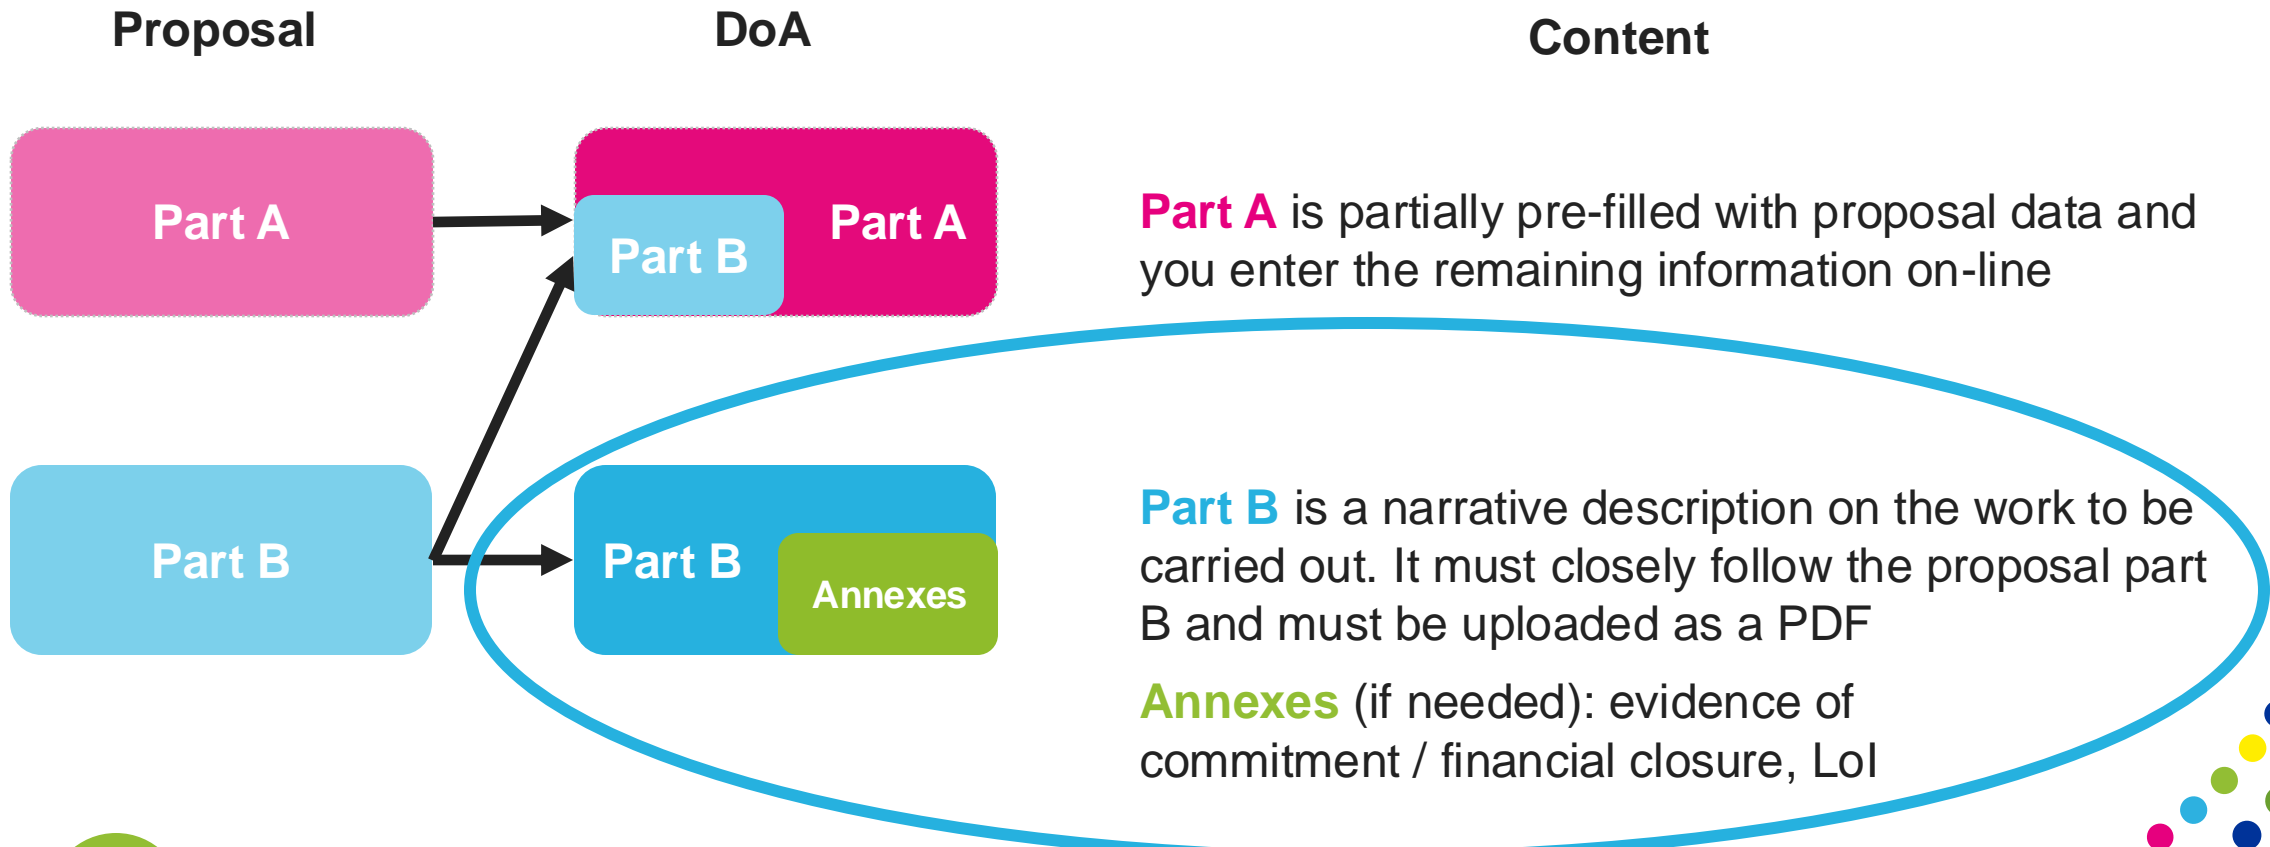 Proposal
DoA
Content
Part A
Part A
Part B
Part A is partially pre-filled with proposal data and
you enter the remaining information on-line
Part B
Part B
Annexes
Part B is a narrative description on the work to be
carried out. It must closely follow the proposal part
B and must be uploaded as a PDF
Annexes (if needed): evidence of
commitment / financial closure, LoI